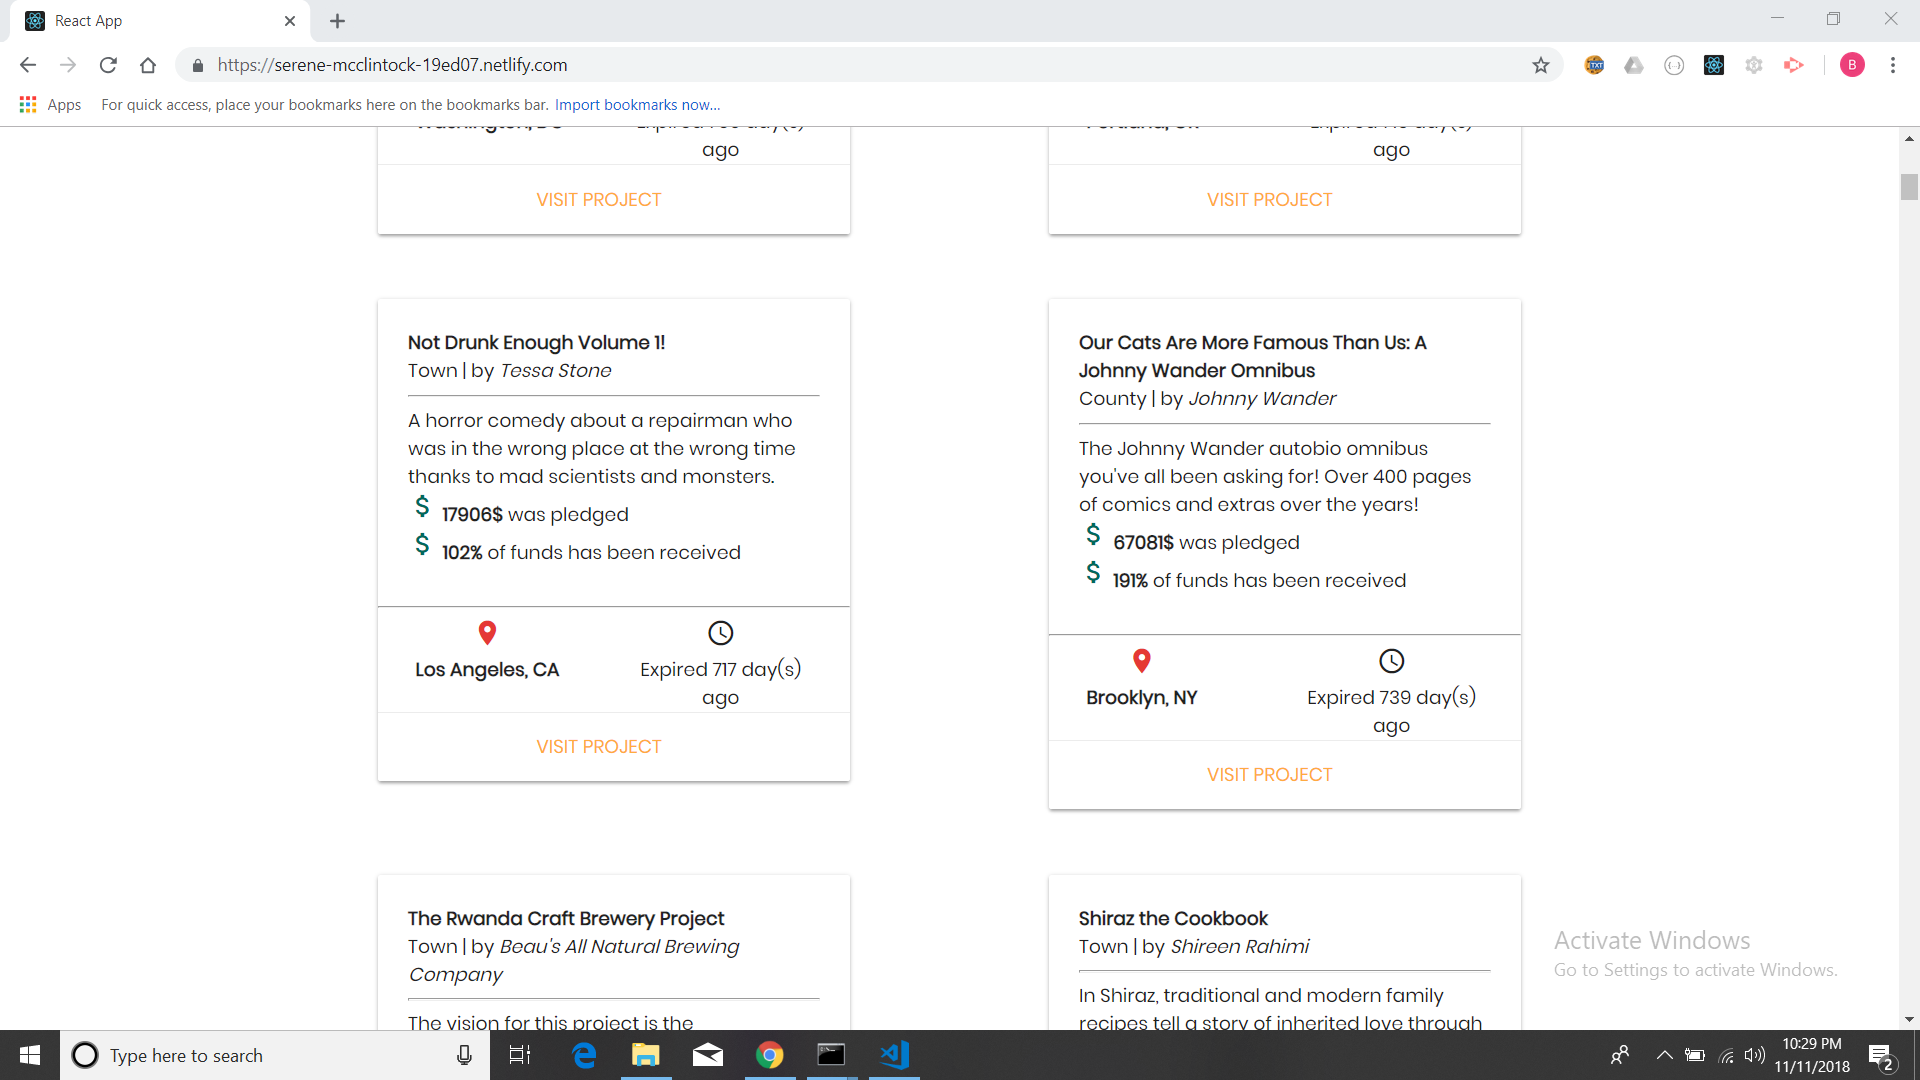 React App
https://serene-mcclintock-19ed07.netlify.com
B
Apps
For quick access, place your bookmarks here on the bookmarks bar. Import bookmarks now...
ago
ago
VISIT PROJECT
VISIT PROJECT
Not Drunk Enough Volume 1!
Town | by Tessa Stone
A horror comedy about a repairman who
was in the wrong place at the wrong time
thanks to mad scientists and monsters.
$ 17906$ was pledged
$ 102% of funds has been received
Los Angeles, CA
Expired 717 day(s)
ago
VISIT PROJECT
Our Cats Are More Famous Than Us: A
Johnny Wander Omnibus
County | by Johnny Wander
The Johnny Wander autobio omnibus
you've all been asking for! Over 400 pages
of comics and extras over the years!
$ 67081$ was pledged
$ 191% of funds has been received
Brooklyn, NY
Expired 739 day(s)
ago
VISIT PROJECT
The Rwanda Craft Brewery Project
Town | by Beau's All Natural Brewing
Company
The vision for this project is the
Shiraz the Cookbook
Town | by Shireen Rahimi
In Shiraz, traditional and modern family
recipes tell a story of inherited love through
Activate Windows
Go to Settings to activate Windows.
Type here to search
10:29 PM
11/11/2018
2